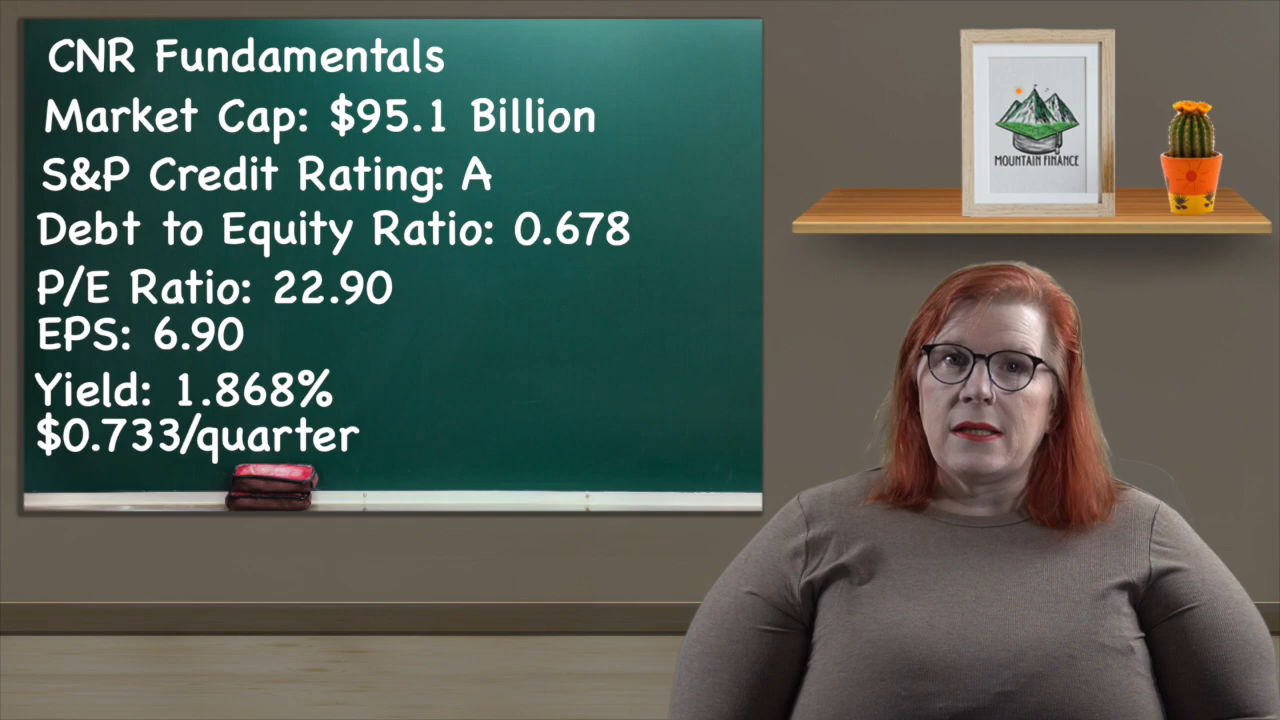 CNR Fundamentals
Market Cap: $95.1 Billion
S&P Credit Rating: A
Debt to Equity Ratio: 0.678
P/E Ratio: 22.90
EPS: 6.90
Yield: 1.868%
$0.733/quarter
MOUNTAIN FINANCE